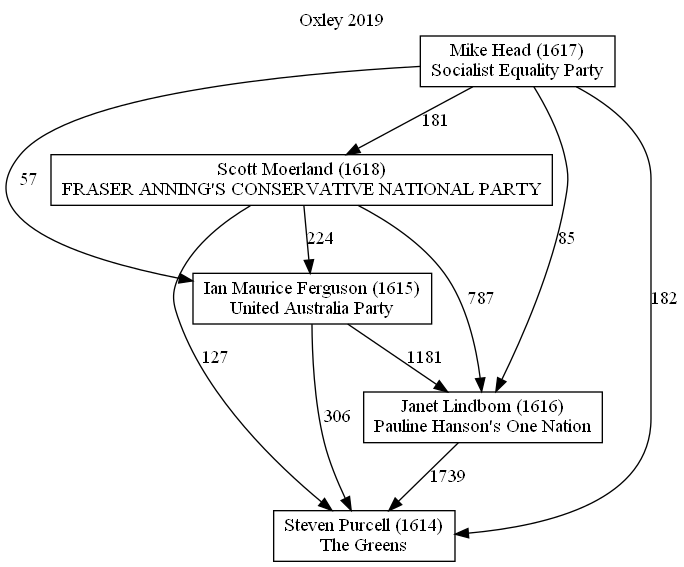 Oxley 2019
Mike Head (1617)
Socialist Equality Party
181
57
Scott Moerland (1618)
FRASER ANNING'S CONSERVATIVE NATIONAL PARTY
224
85
787
182
Ian Maurice Ferguson (1615)
United Australia Party
127
1181
306
Janet Lindbom (1616)
Pauline Hanson's One Nation
1739
Steven Purcell (1614)
The Greens